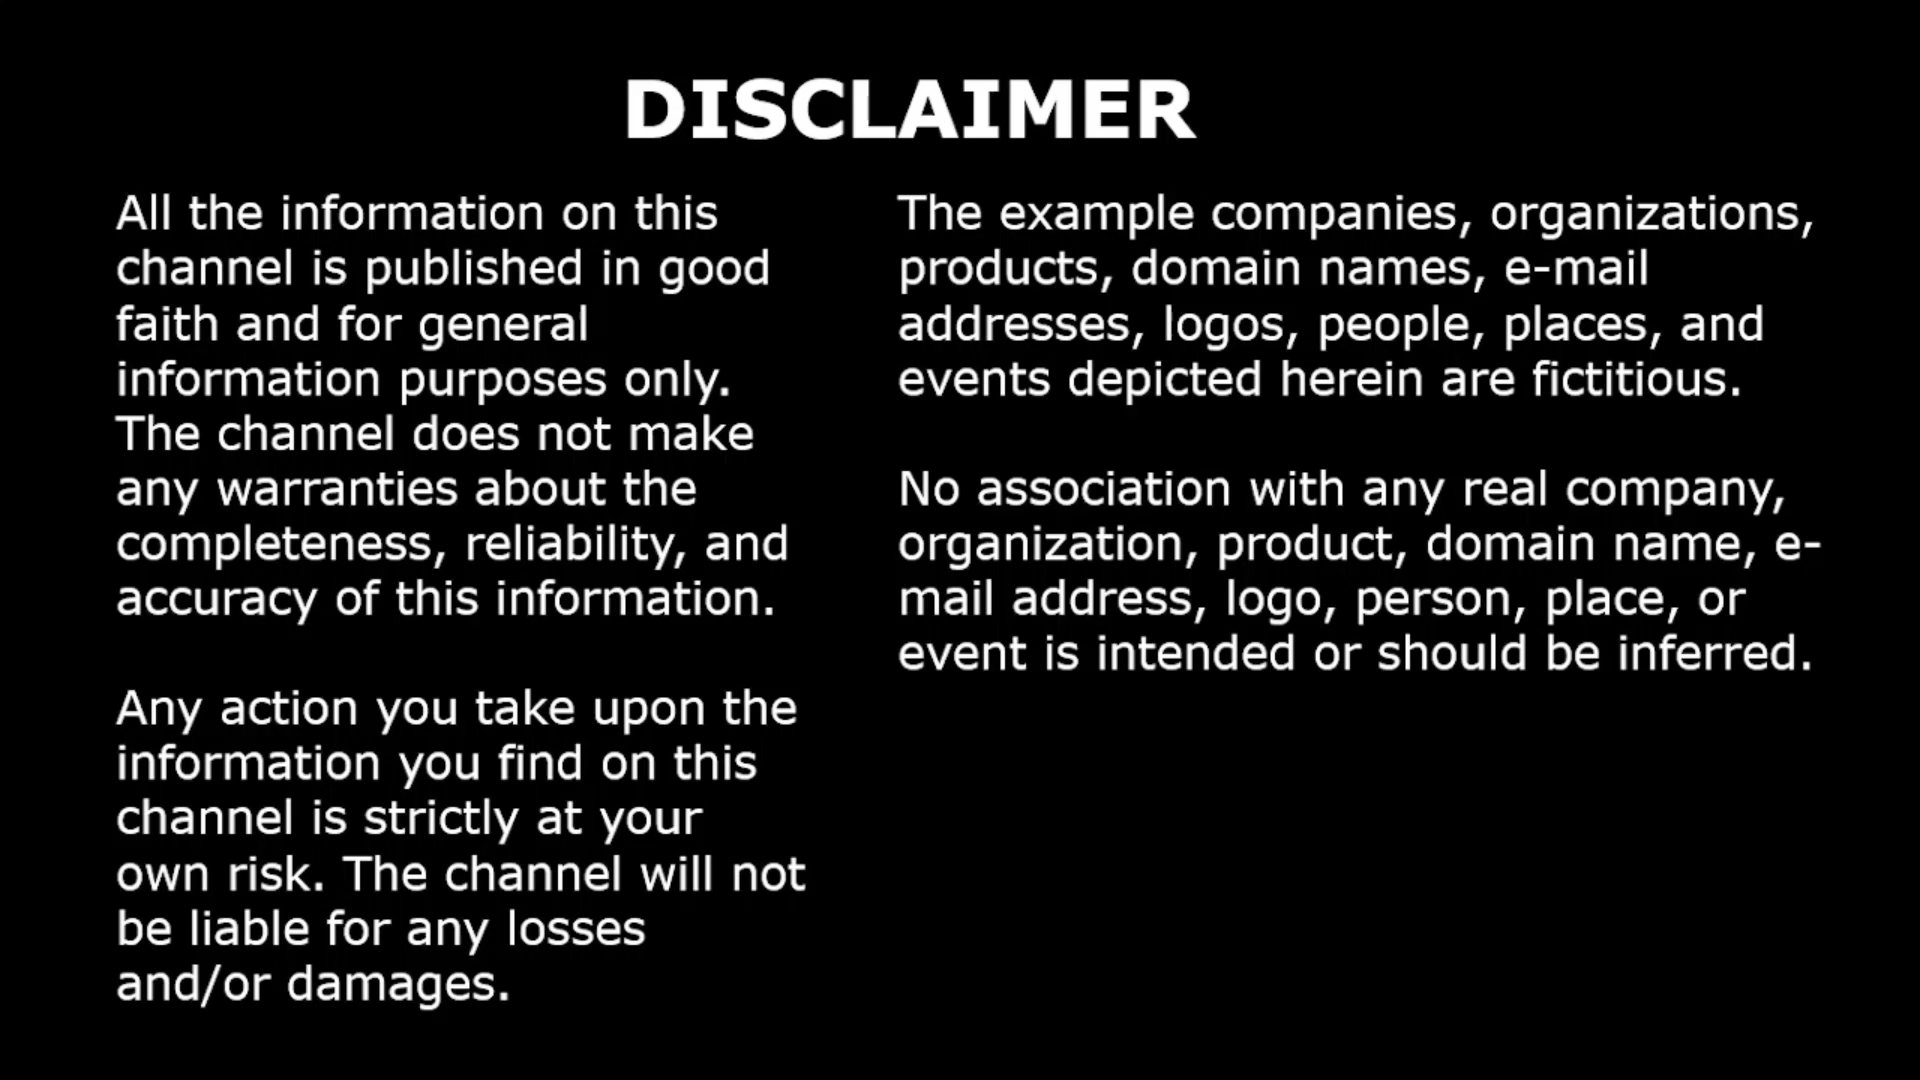 DISCLAIMER
All the information on this
channel is published in good
faith and for general
information purposes only.
The channel does not make
any warranties about the
completeness, reliability, and
accuracy of this information.
Any action you take upon the
information you find on this
channel is strictly at your
own risk. The channel will not
be liable for any losses
and/or damages.
The example companies, organizations,
products, domain names, e-mail
addresses, logos, people, places, and
events depicted herein are fictitious.
No association with any real company,
organization, product, domain name, e-
mail address, logo, person, place, or
event is intended or should be inferred.